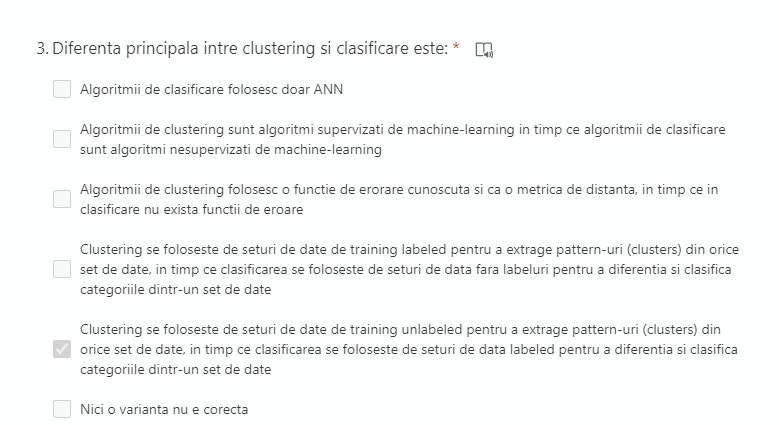 3. Diferenta principala intre clustering si clasificare este: *
Algoritmii de clasificare folosesc doar ANN
Algoritmii de clustering sunt algoritmi supervizati de machine-learning in timp ce algoritmii de clasificare
sunt algoritmi nesupervizati de machine-learning
Algoritmii de clustering folosesc o functie de erorare cunoscuta si ca o metrica de distanta, in timp ce in
clasificare nu exista functii de eroare
Clustering se foloseste de seturi de date de training labeled pentru a extrage pattern-uri (clusters) din orice
set de date, in timp ce clasificarea se foloseste de seturi de data fara labeluri pentru a diferentia si clasifica
categoriile dintr-un set de date
Clustering se foloseste de seturi de date de training unlabeled pentru a extrage pattern-uri (clusters) din
orice set de date, in timp ce clasificarea se foloseste de seturi de data labeled pentru a diferentia si clasifica
categoriile dintr-un set de date
Nici o varianta nu e corecta